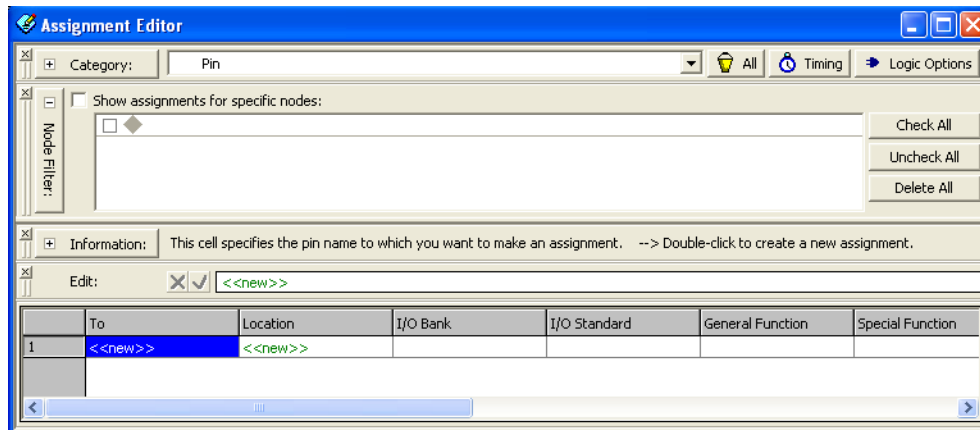 Assignment Editor
Category: Pin All Timing Logic Options
Show assignments for specific nodes:
Node Filter:
Check All
Uncheck All
Delete All
Information: This cell specifies the pin name to which you want to make an assignment. --> Double-click to create a new assignment.
Edit: <<new>>
To Location I/O Bank I/O Standard General Function Special Function
1 <<new>> <<new>>